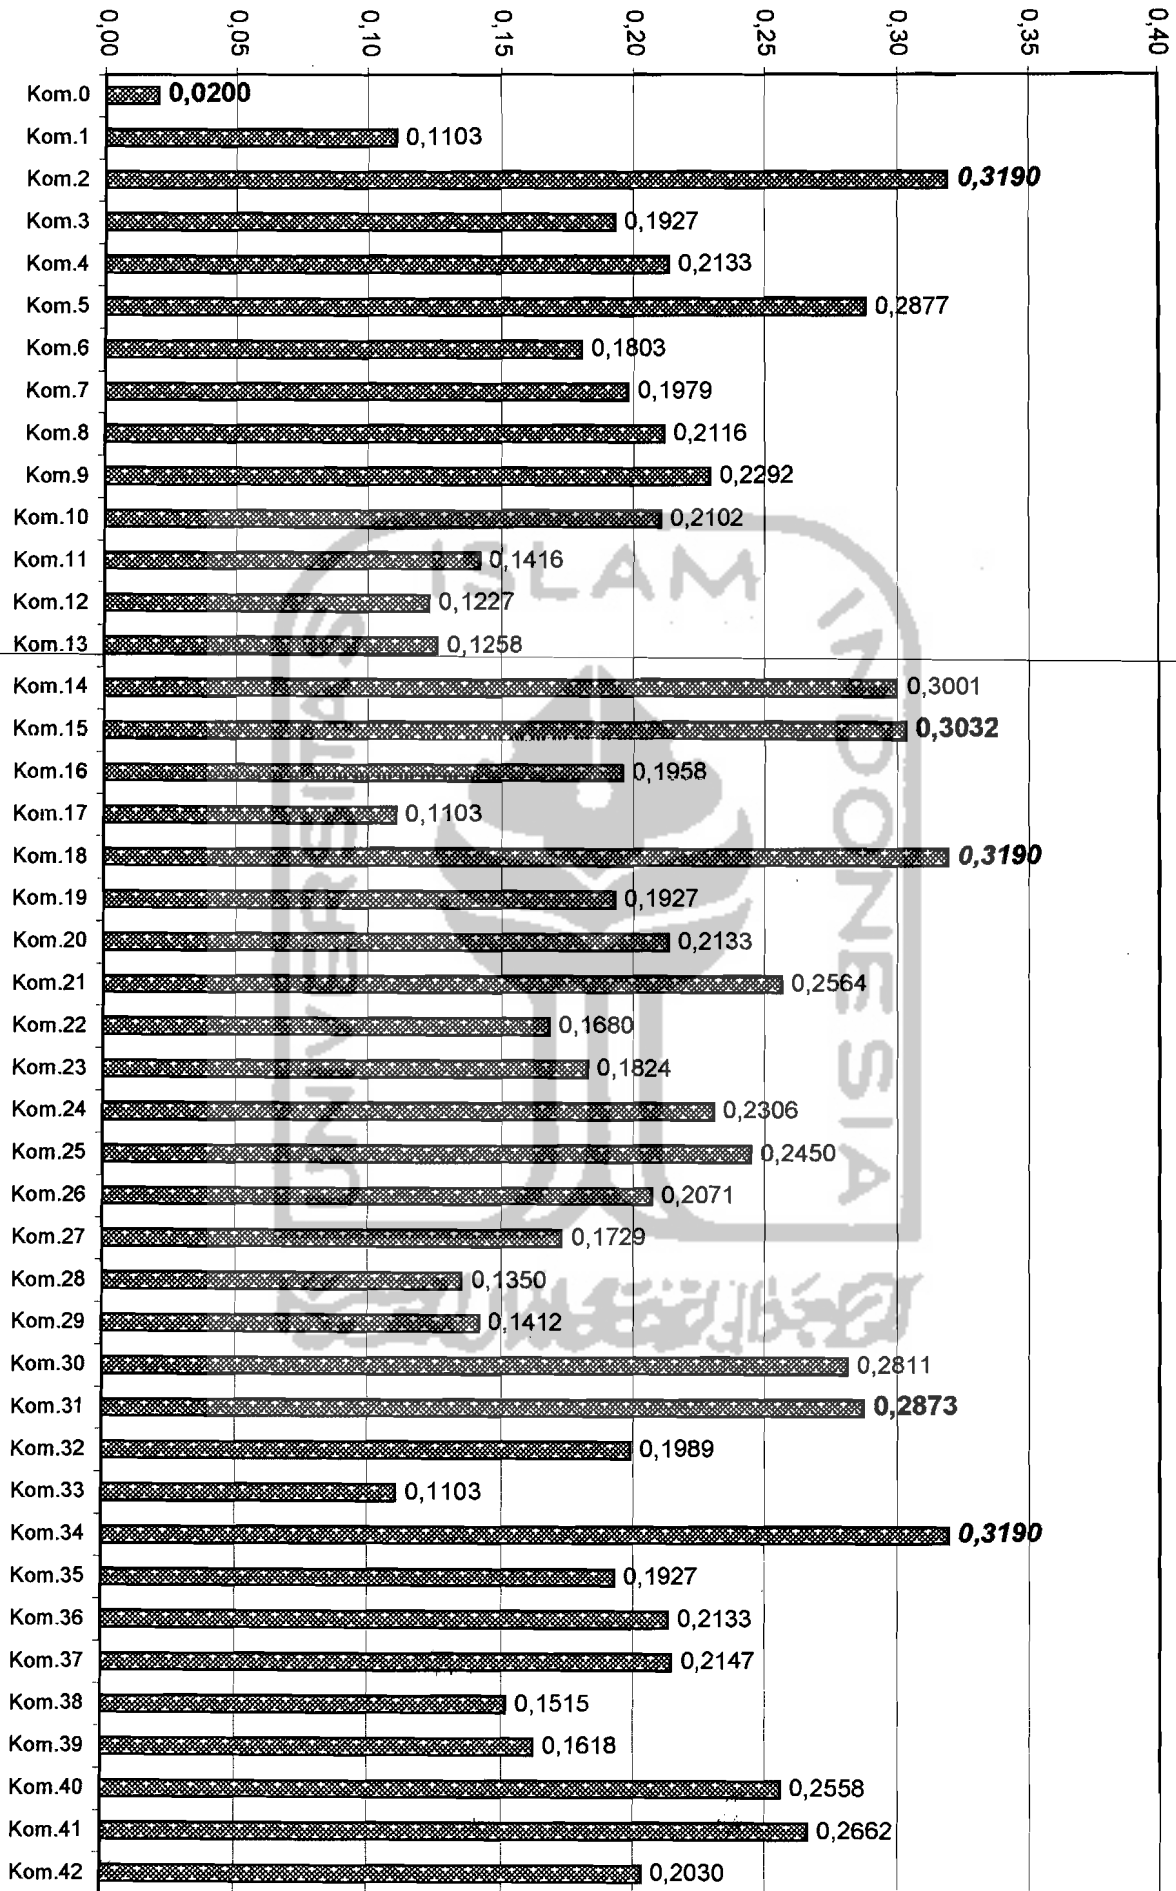 0,00 0,05 0,10 0,15 0,20 0,25 0,30 0,35 0,40
Kom.0 0,0200
Kom.1 0,1103
Kom.2 0,3190
Kom.3 0,1927
Kom.4 0,2133
Kom.5 0,2877
Kom.6 0,1803
Kom.7 0,1979
Kom.8 0,2116
Kom.9 0,2292
Kom.10 0,2102
Kom.11 0,1416
Kom.12 0,1227
Kom.13 0,1258
Kom.14 0,3001
Kom.15 0,3032
Kom.16 0,1958
Kom.17 0,1103
Kom.18 0,3190
Kom.19 0,1927
Kom.20 0,2133
Kom.21 0,2564
Kom.22 0,1680
Kom.23 0,1824
Kom.24 0,2306
Kom.25 0,2450
Kom.26 0,2071
Kom.27 0,1729
Kom.28 0,1350
Kom.29 0,1412
Kom.30 0,2811
Kom.31 0,2873
Kom.32 0,1989
Kom.33 0,1103
Kom.34 0,3190
Kom.35 0,1927
Kom.36 0,2133
Kom.37 0,2147
Kom.38 0,1515
Kom.39 0,1618
Kom.40 0,2558
Kom.41 0,2662
Kom.42 0,2030
UNIVERSITAS
ISLAM
INDONESIA